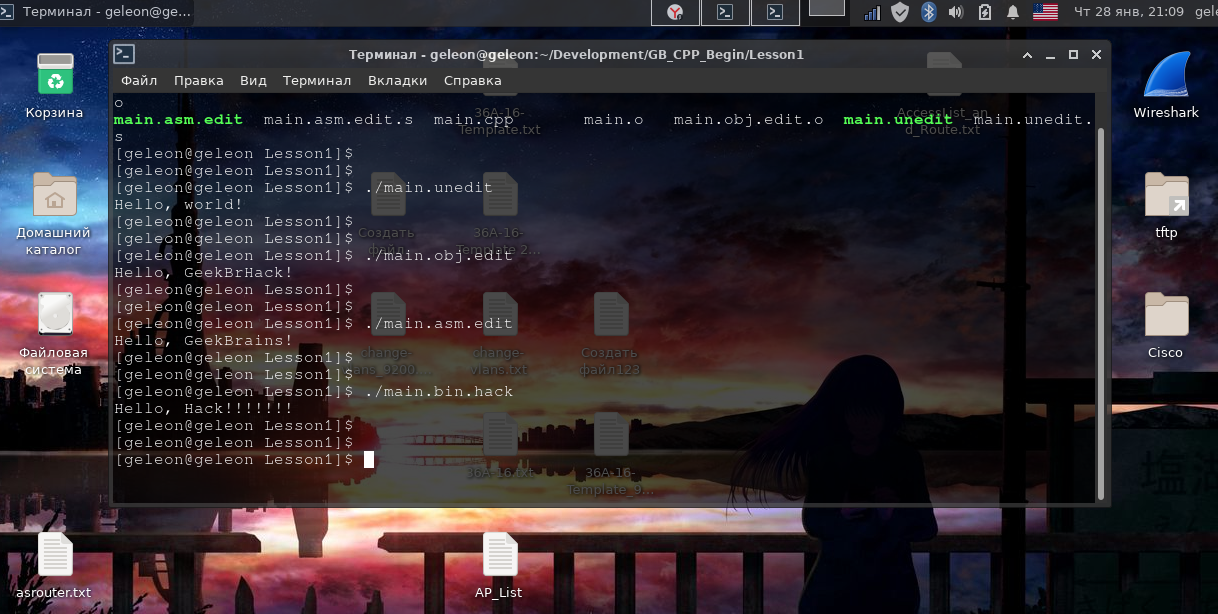 Терминал - geleon@ge...
Чт 28 янв, 21:09
gele
Терминал - geleon@geleon:~/Development/GB_CPP_Begin/Lesson1
Файл Правка Вид Терминал Вкладки Справка
o
main.asm.edit main.asm.edit.s main.cpp main.o main.obj.edit.o main.unedit main.unedit.
s
[geleon@geleon Lesson1]$
[geleon@geleon Lesson1]$
[geleon@geleon Lesson1]$ ./main.unedit
Hello, world!
[geleon@geleon Lesson1]$
[geleon@geleon Lesson1]$
[geleon@geleon Lesson1]$ ./main.obj.edit
Hello, GeekBrHack!
[geleon@geleon Lesson1]$
[geleon@geleon Lesson1]$
[geleon@geleon Lesson1]$ ./main.asm.edit
Hello, GeekBrains!
[geleon@geleon Lesson1]$
[geleon@geleon Lesson1]$
[geleon@geleon Lesson1]$ ./main.bin.hack
Hello, Hack!!!!!!!
[geleon@geleon Lesson1]$
[geleon@geleon Lesson1]$
[geleon@geleon Lesson1]$
Корзина
Домашний
каталог
Файловая
система
asrouter.txt
36A-16-
Template.txt
AccessList_an
d_Route.txt
Создать
файл
36A-16-
Template 2...
change-
vlans_9200....
change-
vlans.txt
Создать
файл123
36A-16.txt
36A-16-
Template_9...
AP_List
Wireshark
tftp
Cisco
塩湖